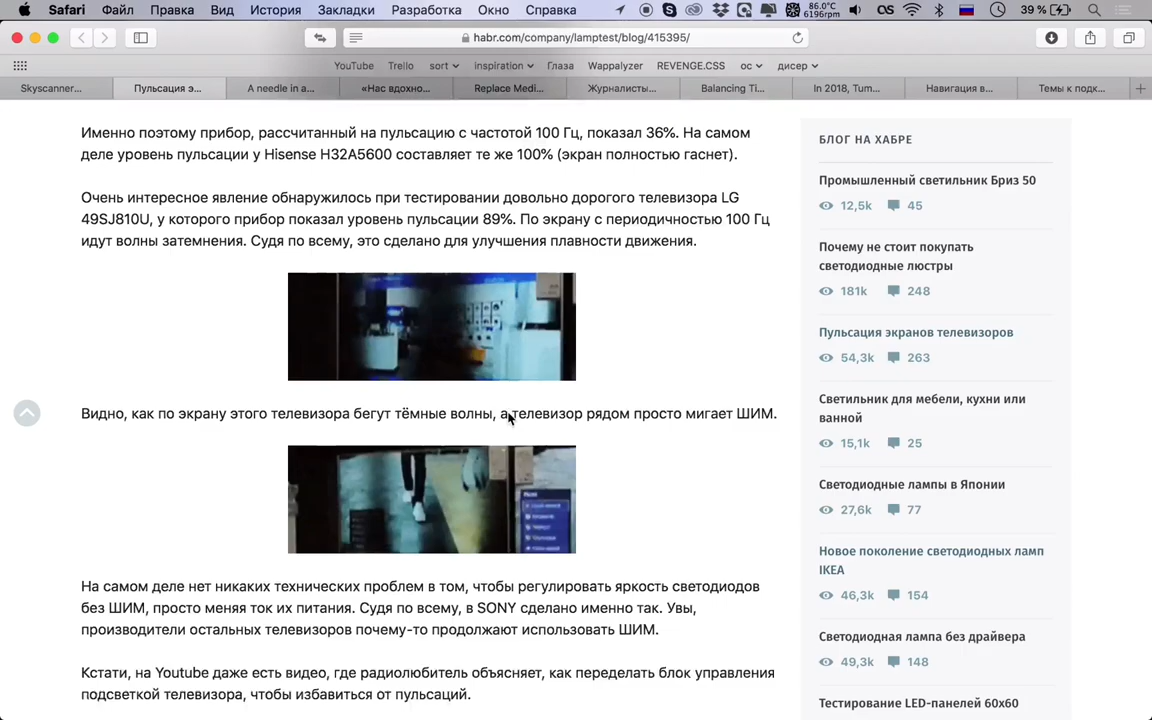 Safari Файл Правка Вид История Закладки Разработка Окно Справка 86.0°C 6196rpm 39 %
habr.com/company/lamptest/blog/415395/
YouTube Trello sort inspiration Глаза Wappalyzer REVENGE.CSS ос дисер
Skyscanner... Пульсация э... A needle in a... «Нас вдохно... Replace Medi... Журналисты... Balancing Ti... In 2018, Tum... Навигация в... Темы к подк...
Именно поэтому прибор, рассчитанный на пульсацию с частотой 100 Гц, показал 36%. На самом
деле уровень пульсации у Hisense H32A5600 составляет те же 100% (экран полностью гаснет).
Очень интересное явление обнаружилось при тестировании довольно дорогого телевизора LG
49SJ810U, у которого прибор показал уровень пульсации 89%. По экрану с периодичностью 100 Гц
идут волны затемнения. Судя по всему, это сделано для улучшения плавности движения.
Видно, как по экрану этого телевизора бегут тёмные волны, а телевизор рядом просто мигает ШИМ.
На самом деле нет никаких технических проблем в том, чтобы регулировать яркость светодиодов
без ШИМ, просто меняя ток их питания. Судя по всему, в SONY сделано именно так. Увы,
производители остальных телевизоров почему-то продолжают использовать ШИМ.
Кстати, на Youtube даже есть видео, где радиолюбитель объясняет, как переделать блок управления
подсветкой телевизора, чтобы избавиться от пульсаций.
БЛОГ НА ХАБРЕ
Промышленный светильник Бриз 50
12,5k 45
Почему не стоит покупать
светодиодные люстры
181k 248
Пульсация экранов телевизоров
54,3k 263
Светильник для мебели, кухни или
ванной
15,1k 25
Светодиодные лампы в Японии
27,6k 77
Новое поколение светодиодных ламп
IKEA
46,3k 154
Светодиодная лампа без драйвера
49,3k 148
Тестирование LED-панелей 60x60